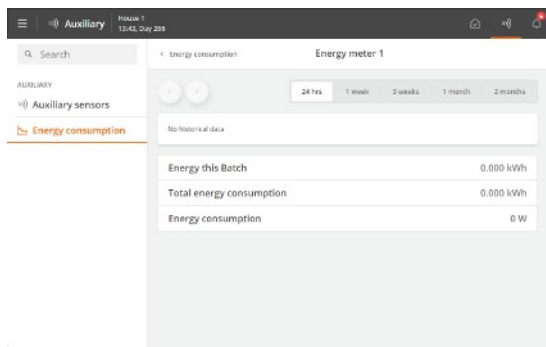 Auxiliary
House 1
13:43, Day 266
6
Search
Energy consumption
Energy meter 1
AUXILIARY
Auxiliary sensors
Energy consumption
24 hrs
1 week
3 weeks
1 month
2 months
No historical data
Energy this Batch 0.000 kWh
Total energy consumption 0.000 kWh
Energy consumption 0 W